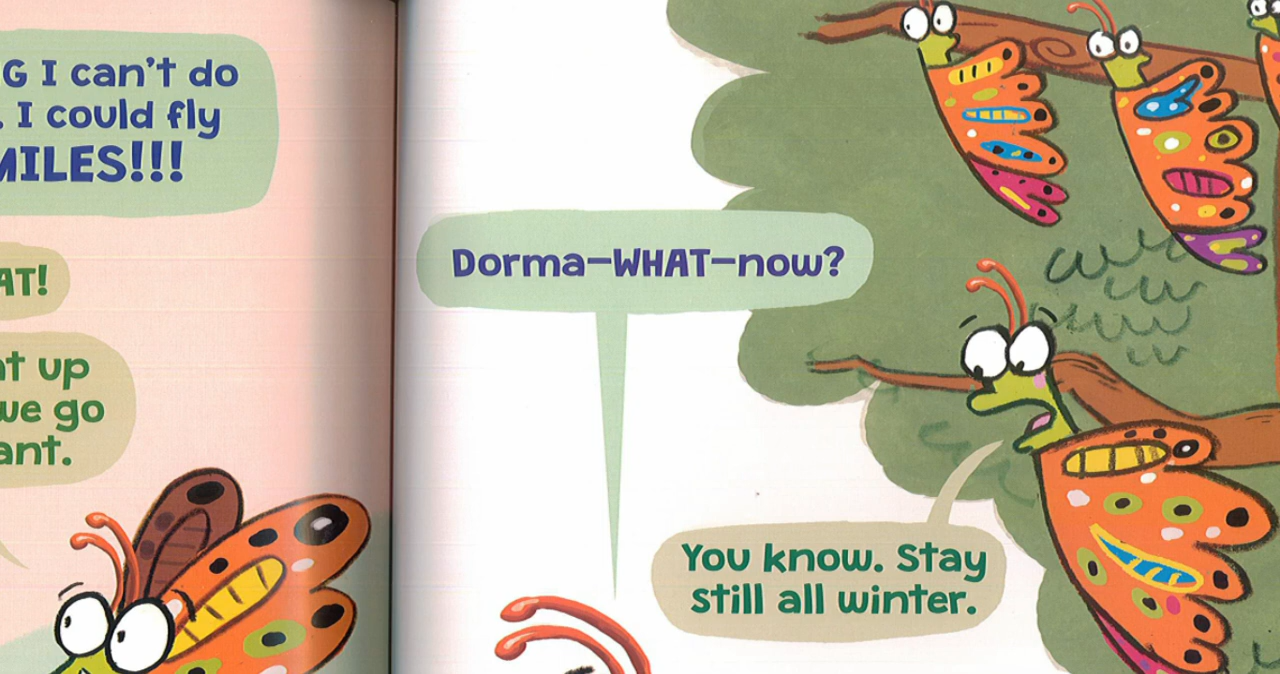 G I can't do
. I could fly
MILES!!!
AT!
at up
we go
ant.
Dorma–WHAT–now?
You know. Stay
still all winter.